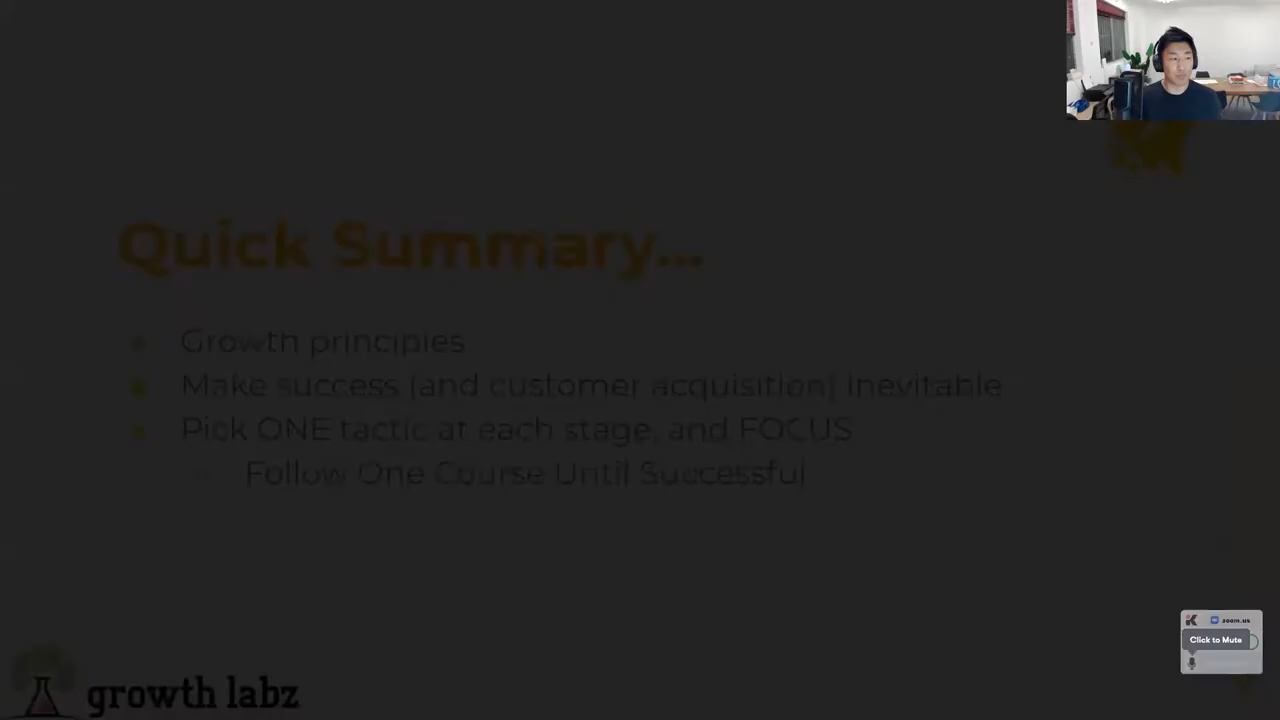 Quick Summary...
Growth principles
Make success (and customer acquisition) inevitable
Pick ONE tactic at each stage, and FOCUS
Follow One Course Until Successful
zoom.us
Click to Mute
growth labz